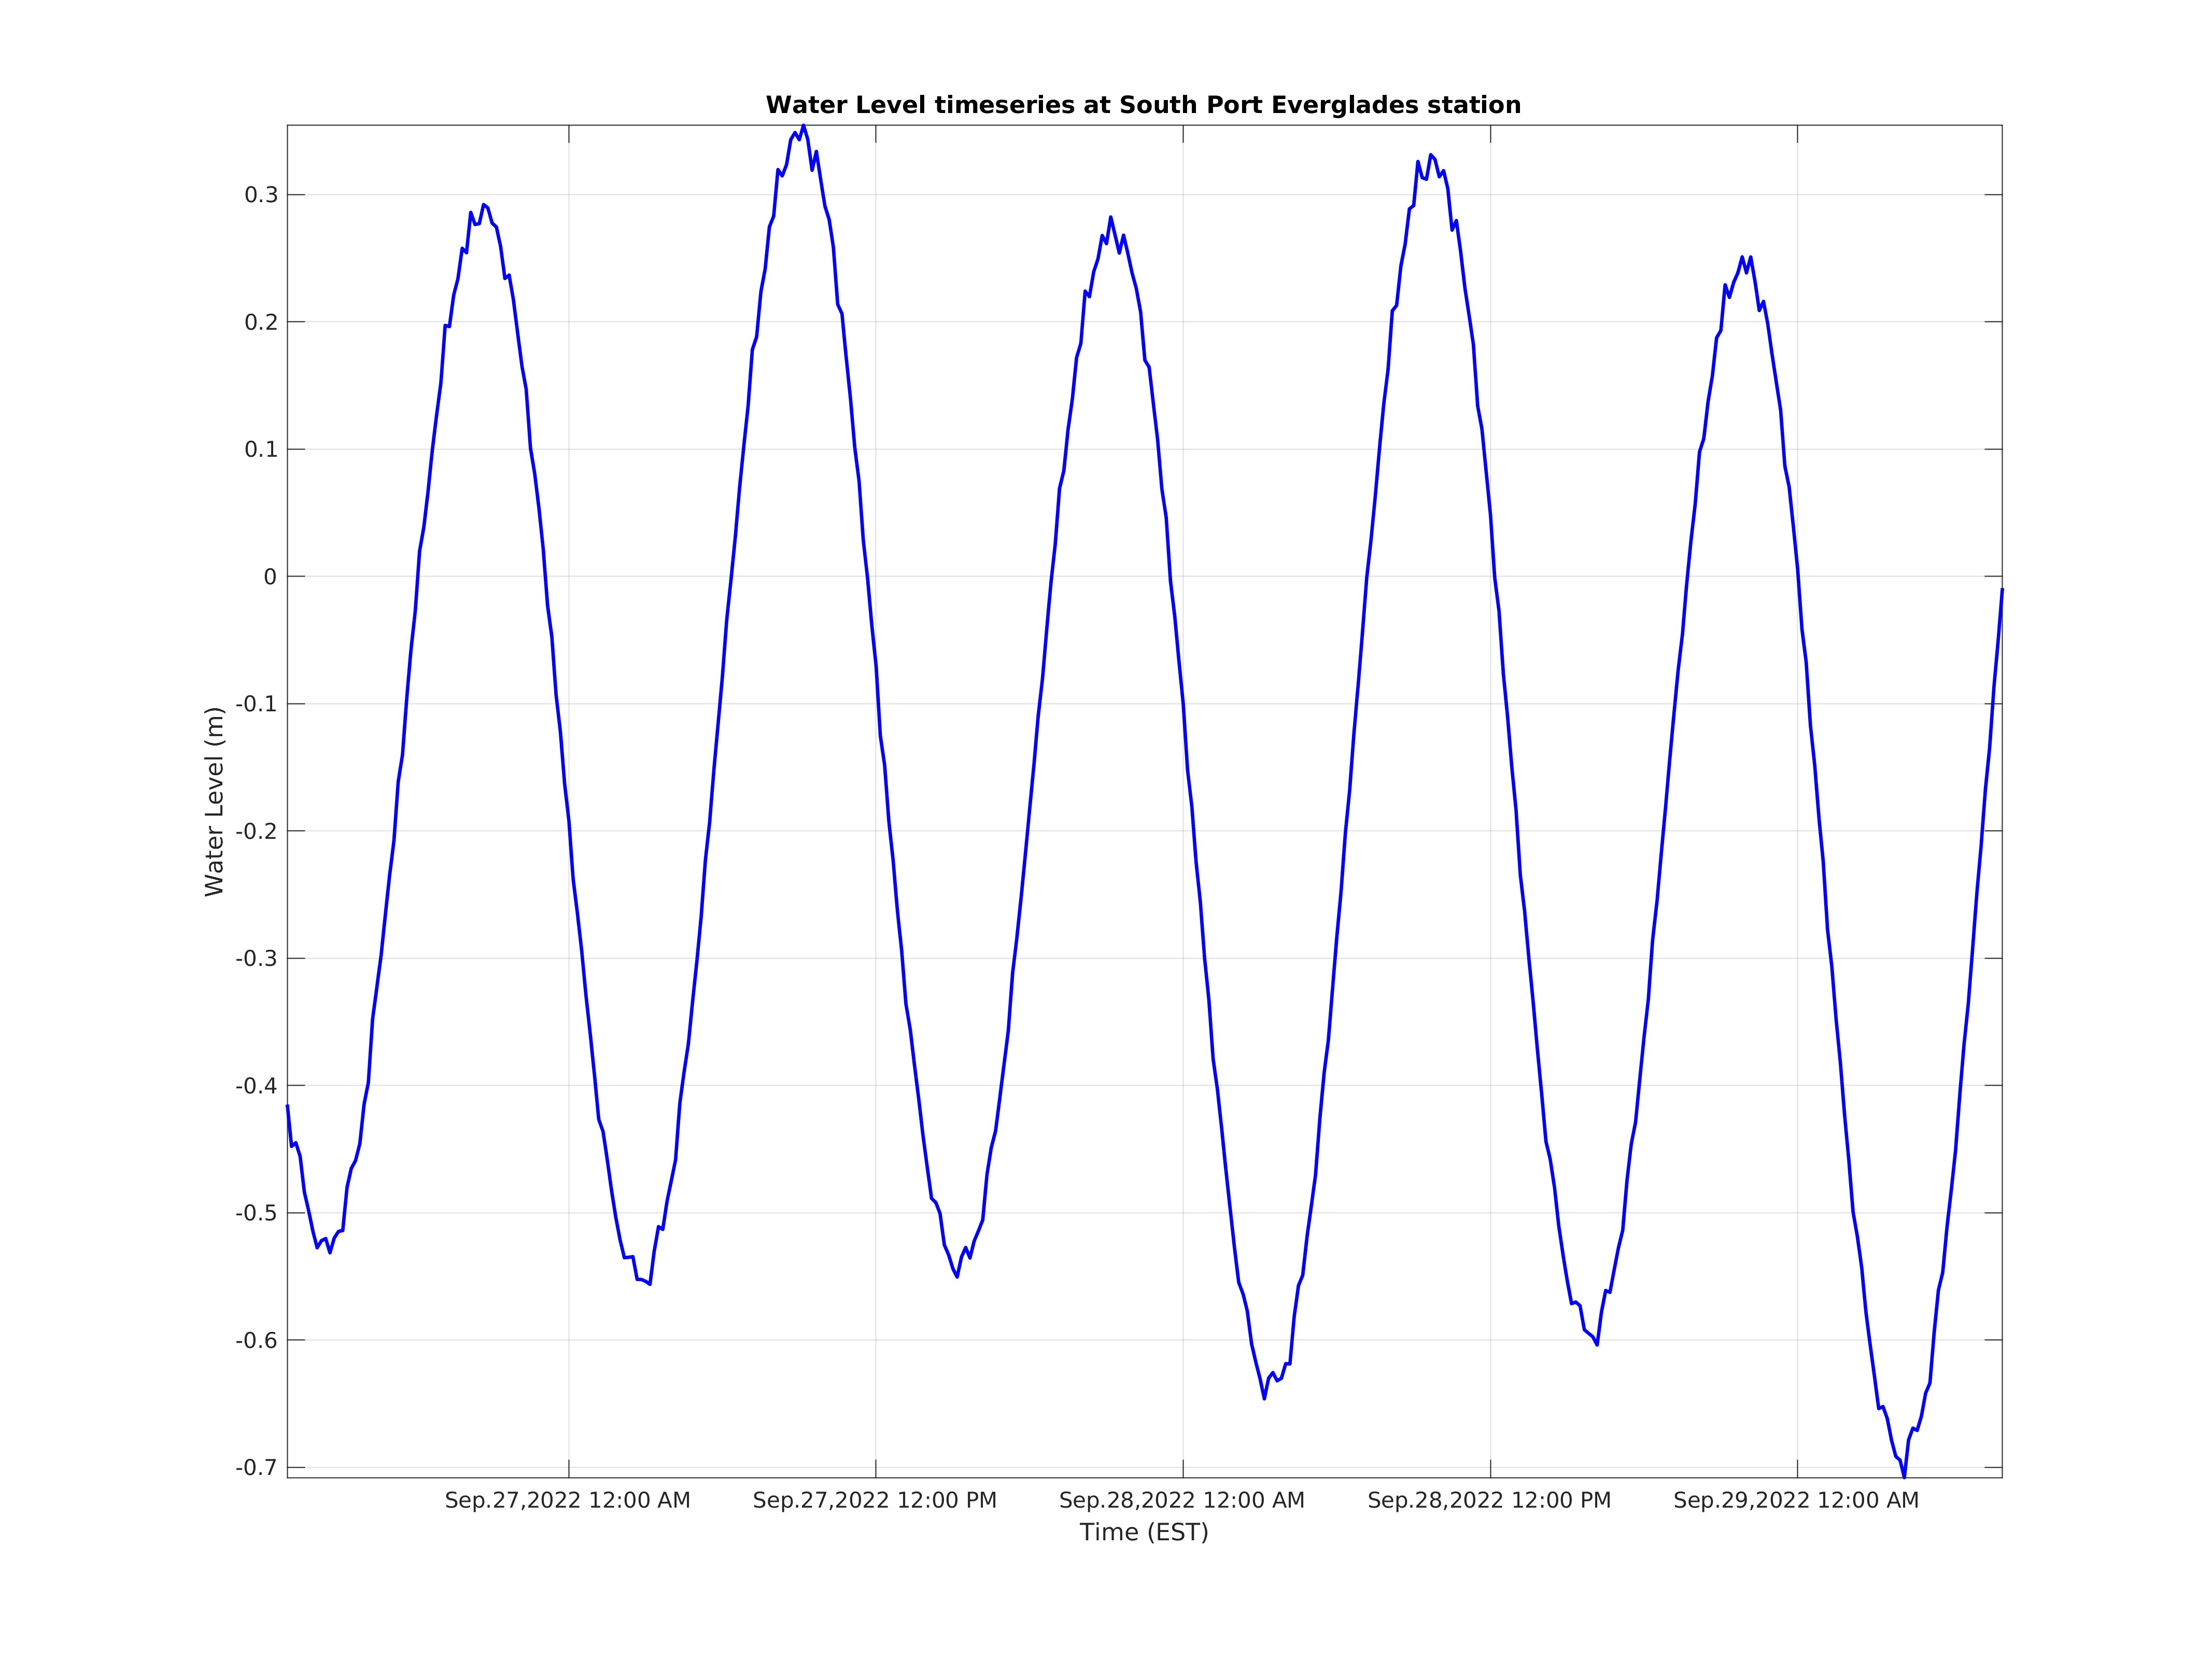 Water Level timeseries at South Port Everglades station
0.3
0.2
0.1
0
-0.1
-0.2
-0.3
-0.4
-0.5
-0.6
-0.7
Water Level (m)
Sep.27,2022 12:00 AM
Sep.27,2022 12:00 PM
Sep.28,2022 12:00 AM
Sep.28,2022 12:00 PM
Sep.29,2022 12:00 AM
Time (EST)